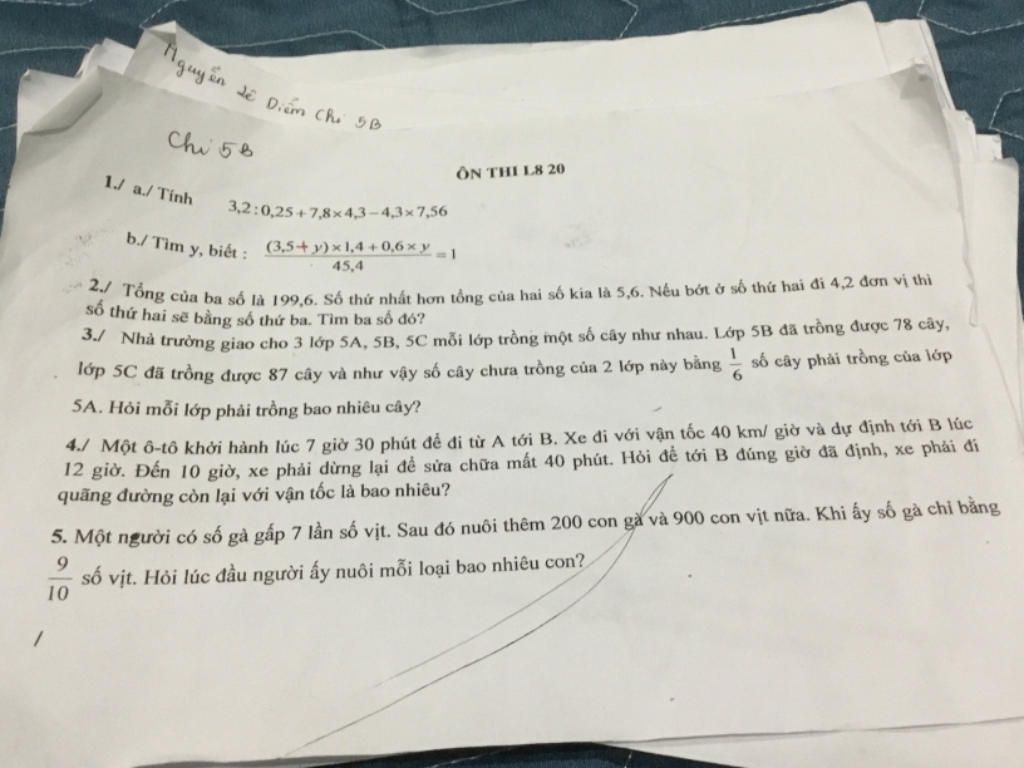 Nguyễn Lê Diễm Chi 5B
Chi 5B
ÔN THI L8 20
1./ a./ Tính 3,2 : 0,25 + 7,8 × 4,3 – 4,3 × 7,56
b./ Tìm y, biết : (3,5 + y) × 1,4 + 0,6 × y / 45,4 = 1
2./ Tổng của ba số là 199,6. Số thứ nhất hơn tổng của hai số kia là 5,6. Nếu bớt ở số thứ hai đi 4,2 đơn vị thì
số thứ hai sẽ bằng số thứ ba. Tìm ba số đó?
3./ Nhà trường giao cho 3 lớp 5A, 5B, 5C mỗi lớp trồng một số cây như nhau. Lớp 5B đã trồng được 78 cây,
lớp 5C đã trồng được 87 cây và như vậy số cây chưa trồng của 2 lớp này bằng 1/6 số cây phải trồng của lớp
5A. Hỏi mỗi lớp phải trồng bao nhiêu cây?
4./ Một ô-tô khởi hành lúc 7 giờ 30 phút để đi từ A tới B. Xe đi với vận tốc 40 km/ giờ và dự định tới B lúc
12 giờ. Đến 10 giờ, xe phải dừng lại để sửa chữa mất 40 phút. Hỏi để tới B đúng giờ đã định, xe phải đi
quãng đường còn lại với vận tốc là bao nhiêu?
5. Một người có số gà gấp 7 lần số vịt. Sau đó nuôi thêm 200 con gà và 900 con vịt nữa. Khi ấy số gà chỉ bằng
9/10 số vịt. Hỏi lúc đầu người ấy nuôi mỗi loại bao nhiêu con?